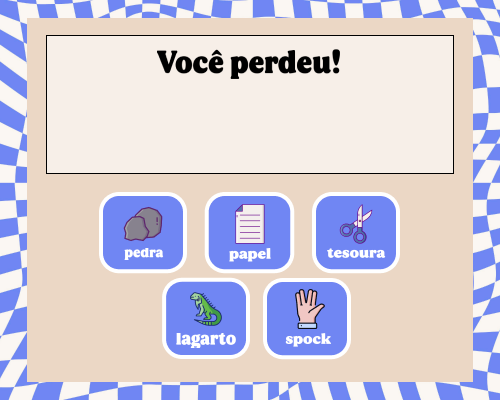 Você perdeu!
pedra
papel
tesoura
lagarto
spock